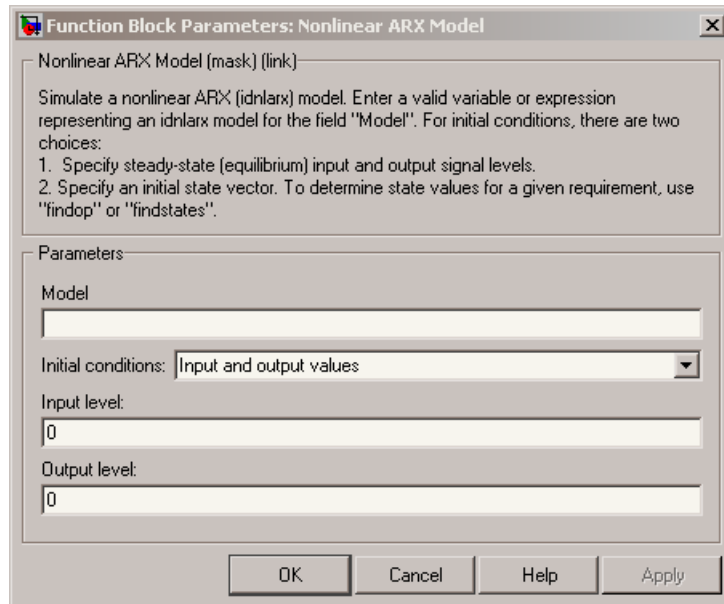 Function Block Parameters: Nonlinear ARX Model
Nonlinear ARX Model (mask) (link)
Simulate a nonlinear ARX (idnlarx) model. Enter a valid variable or expression
representing an idnlarx model for the field "Model". For initial conditions, there are two
choices:
1.  Specify steady-state (equilibrium) input and output signal levels.
2. Specify an initial state vector. To determine state values for a given requirement, use
"findop" or "findstates".
Parameters
Model
Initial conditions: Input and output values
Input level:
0
Output level:
0
OK Cancel Help Apply